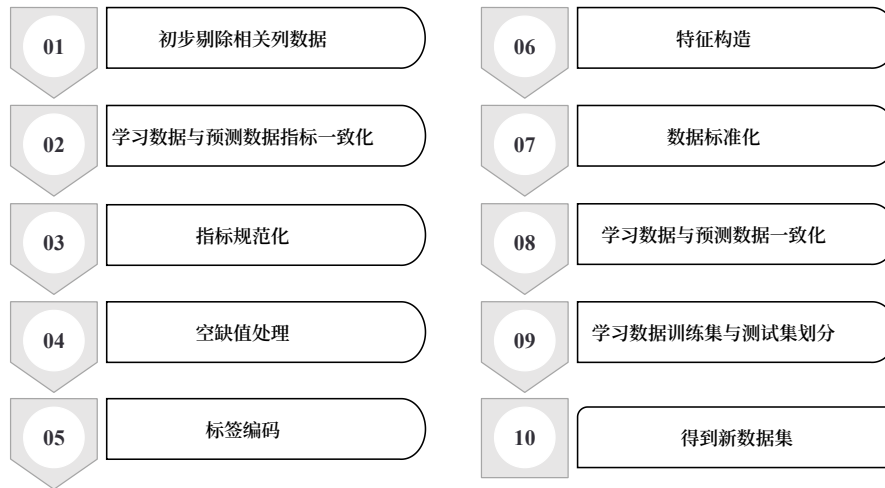 01
初步剔除相关列数据
02
学习数据与预测数据指标一致化
03
指标规范化
04
空缺值处理
05
标签编码
06
特征构造
07
数据标准化
08
学习数据与预测数据一致化
09
学习数据训练集与测试集划分
10
得到新数据集